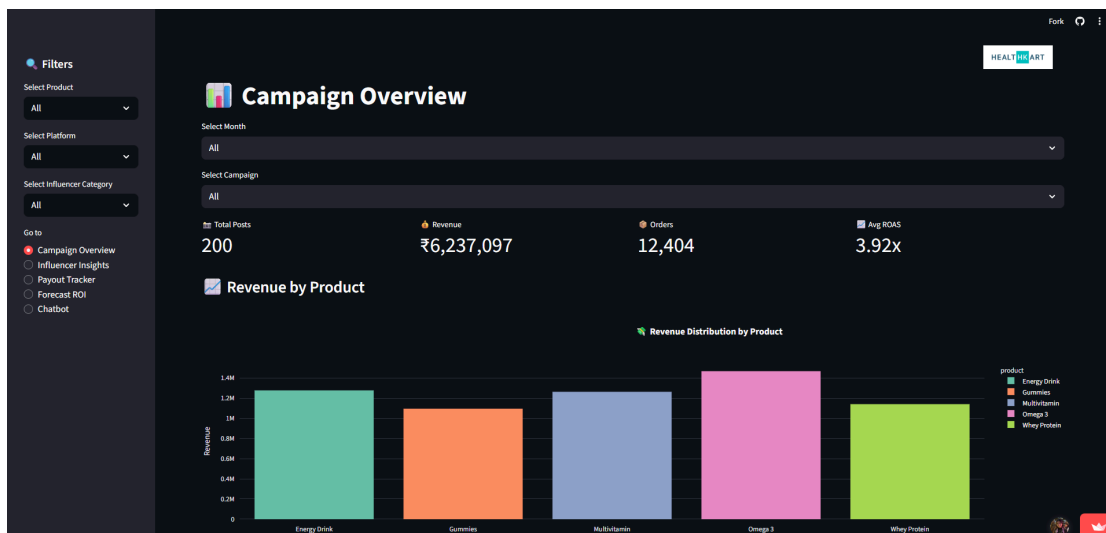 Fork
HEALTHKART
Filters
Select Product
All
Select Platform
All
Select Influencer Category
All
Go to
Campaign Overview
Influencer Insights
Payout Tracker
Forecast ROI
Chatbot
Campaign Overview
Select Month
All
Select Campaign
All
Total Posts
200
Revenue
₹6,237,097
Orders
12,404
Avg ROAS
3.92x
Revenue by Product
Revenue Distribution by Product
Revenue
1.4M
1.2M
1M
0.8M
0.6M
0.4M
0.2M
0
Energy Drink
Gummies
Multivitamin
Omega 3
Whey Protein
product
Energy Drink
Gummies
Multivitamin
Omega 3
Whey Protein